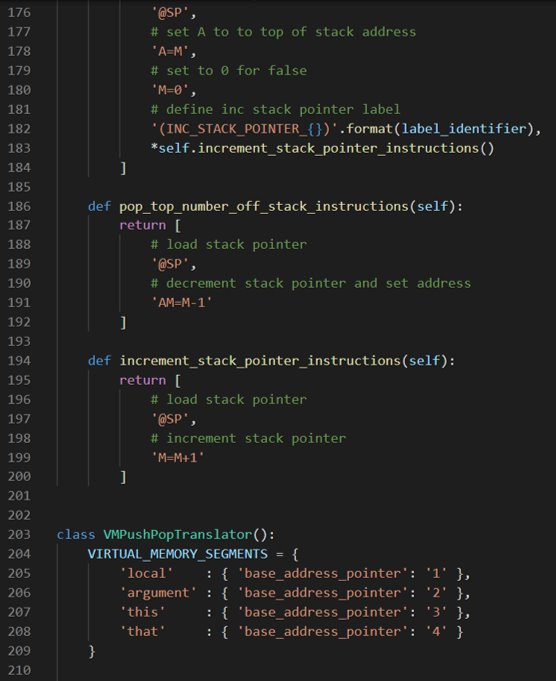 176             '@SP',
177             # set A to to top of stack address
178             'A=M',
179             # set to 0 for false
180             'M=0',
181             # define inc stack pointer label
182             '(INC_STACK_POINTER_{})'.format(label_identifier),
183             *self.increment_stack_pointer_instructions()
184         ]
185
186     def pop_top_number_off_stack_instructions(self):
187         return [
188             # load stack pointer
189             '@SP',
190             # decrement stack pointer and set address
191             'AM=M-1'
192         ]
193
194     def increment_stack_pointer_instructions(self):
195         return [
196             # load stack pointer
197             '@SP',
198             # increment stack pointer
199             'M=M+1'
200         ]
201
202
203 class VMPushPopTranslator():
204     VIRTUAL_MEMORY_SEGMENTS = {
205         'local'    : { 'base_address_pointer': '1' },
206         'argument' : { 'base_address_pointer': '2' },
207         'this'     : { 'base_address_pointer': '3' },
208         'that'     : { 'base_address_pointer': '4' }
209     }
210